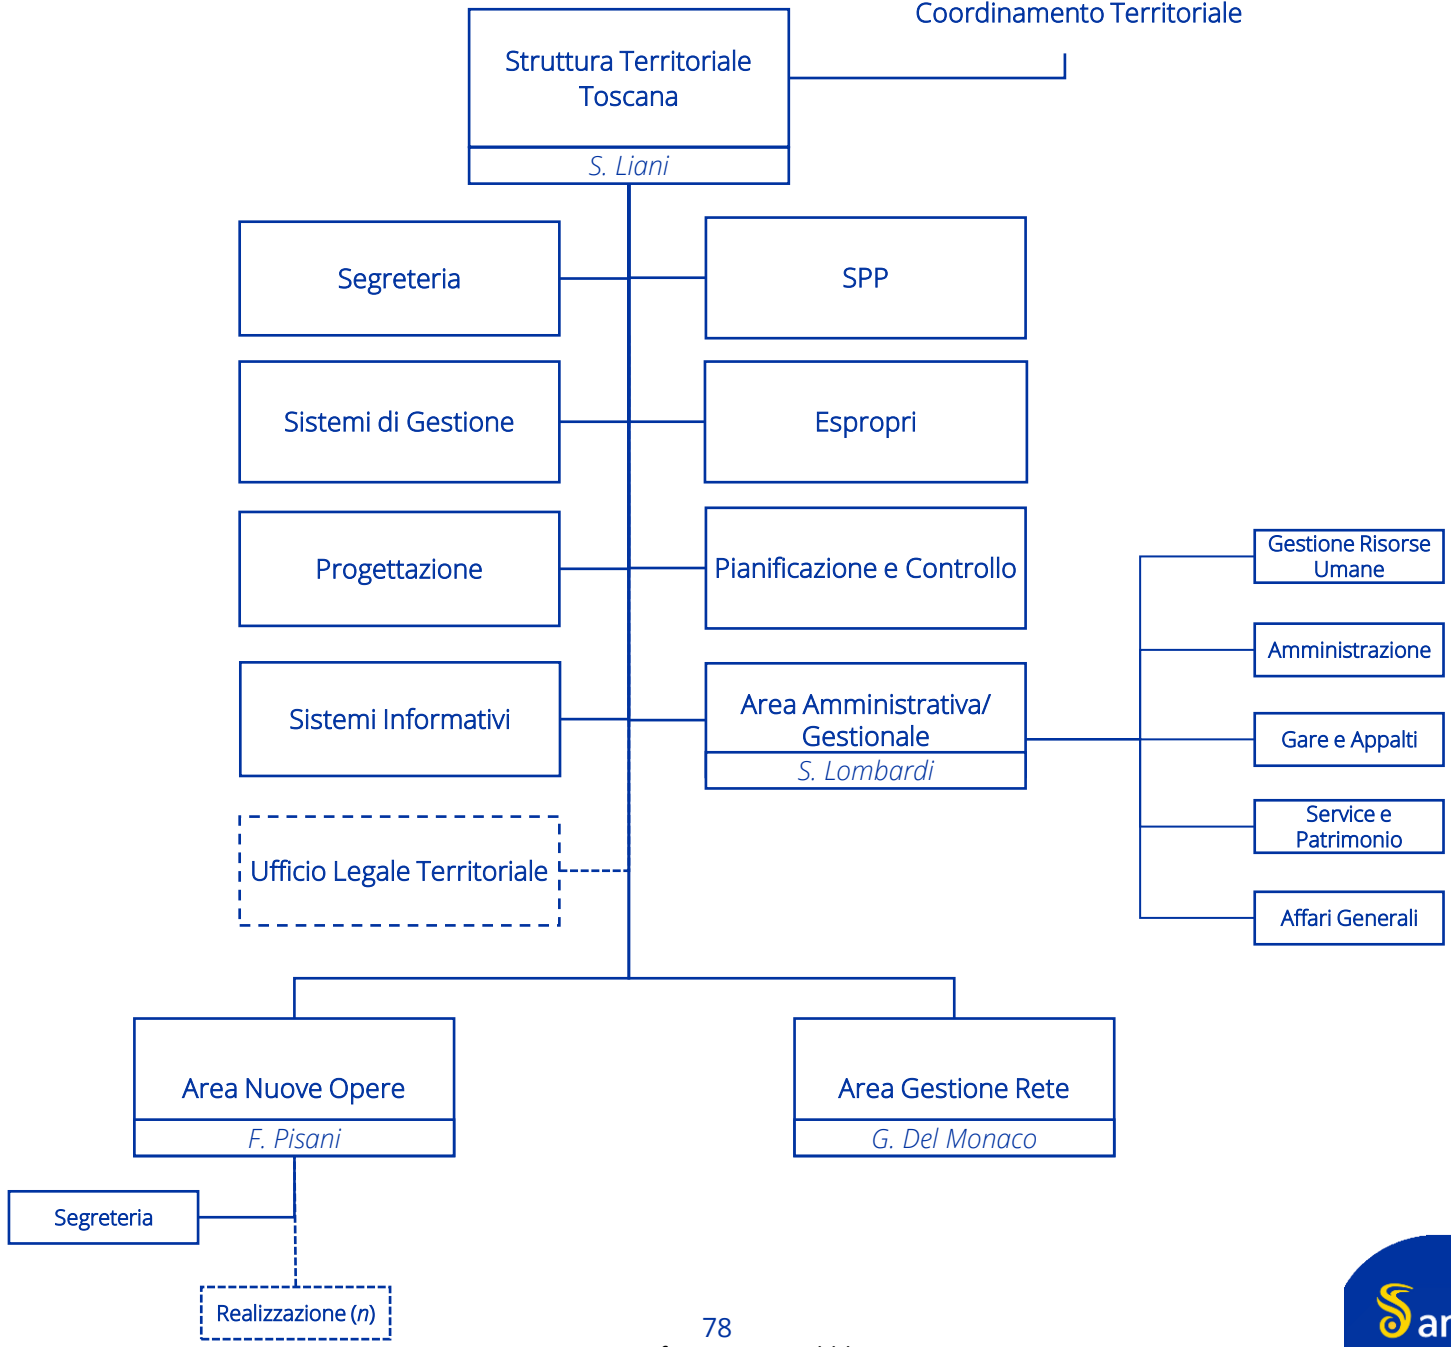 Coordinamento Territoriale
Struttura Territoriale
Toscana
S. Liani
Segreteria
SPP
Sistemi di Gestione
Espropri
Progettazione
Pianificazione e Controllo
Gestione Risorse
Umane
Amministrazione
Sistemi Informativi
Area Amministrativa/
Gestionale
S. Lombardi
Gare e Appalti
Service e
Patrimonio
Ufficio Legale Territoriale
Affari Generali
Area Nuove Opere
F. Pisani
Area Gestione Rete
G. Del Monaco
Segreteria
Realizzazione (n)
78